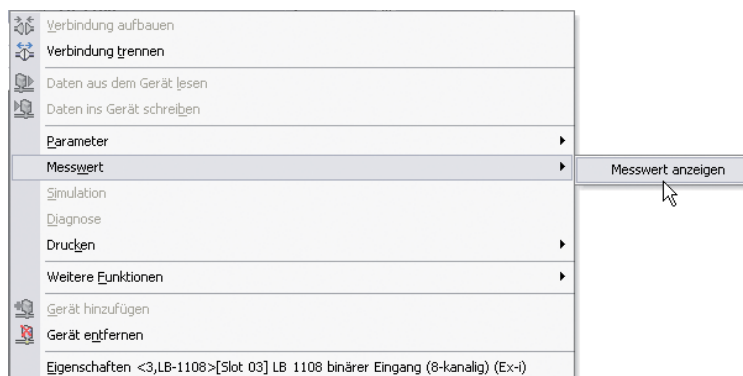 Verbindung aufbauen
Verbindung trennen
Daten aus dem Gerät lesen
Daten ins Gerät schreiben
Parameter
Messwert
Messwert anzeigen
Simulation
Diagnose
Drucken
Weitere Funktionen
Gerät hinzufügen
Gerät entfernen
Eigenschaften <3,LB-1108>[Slot 03] LB 1108 binärer Eingang (8-kanalig) (Ex-i)